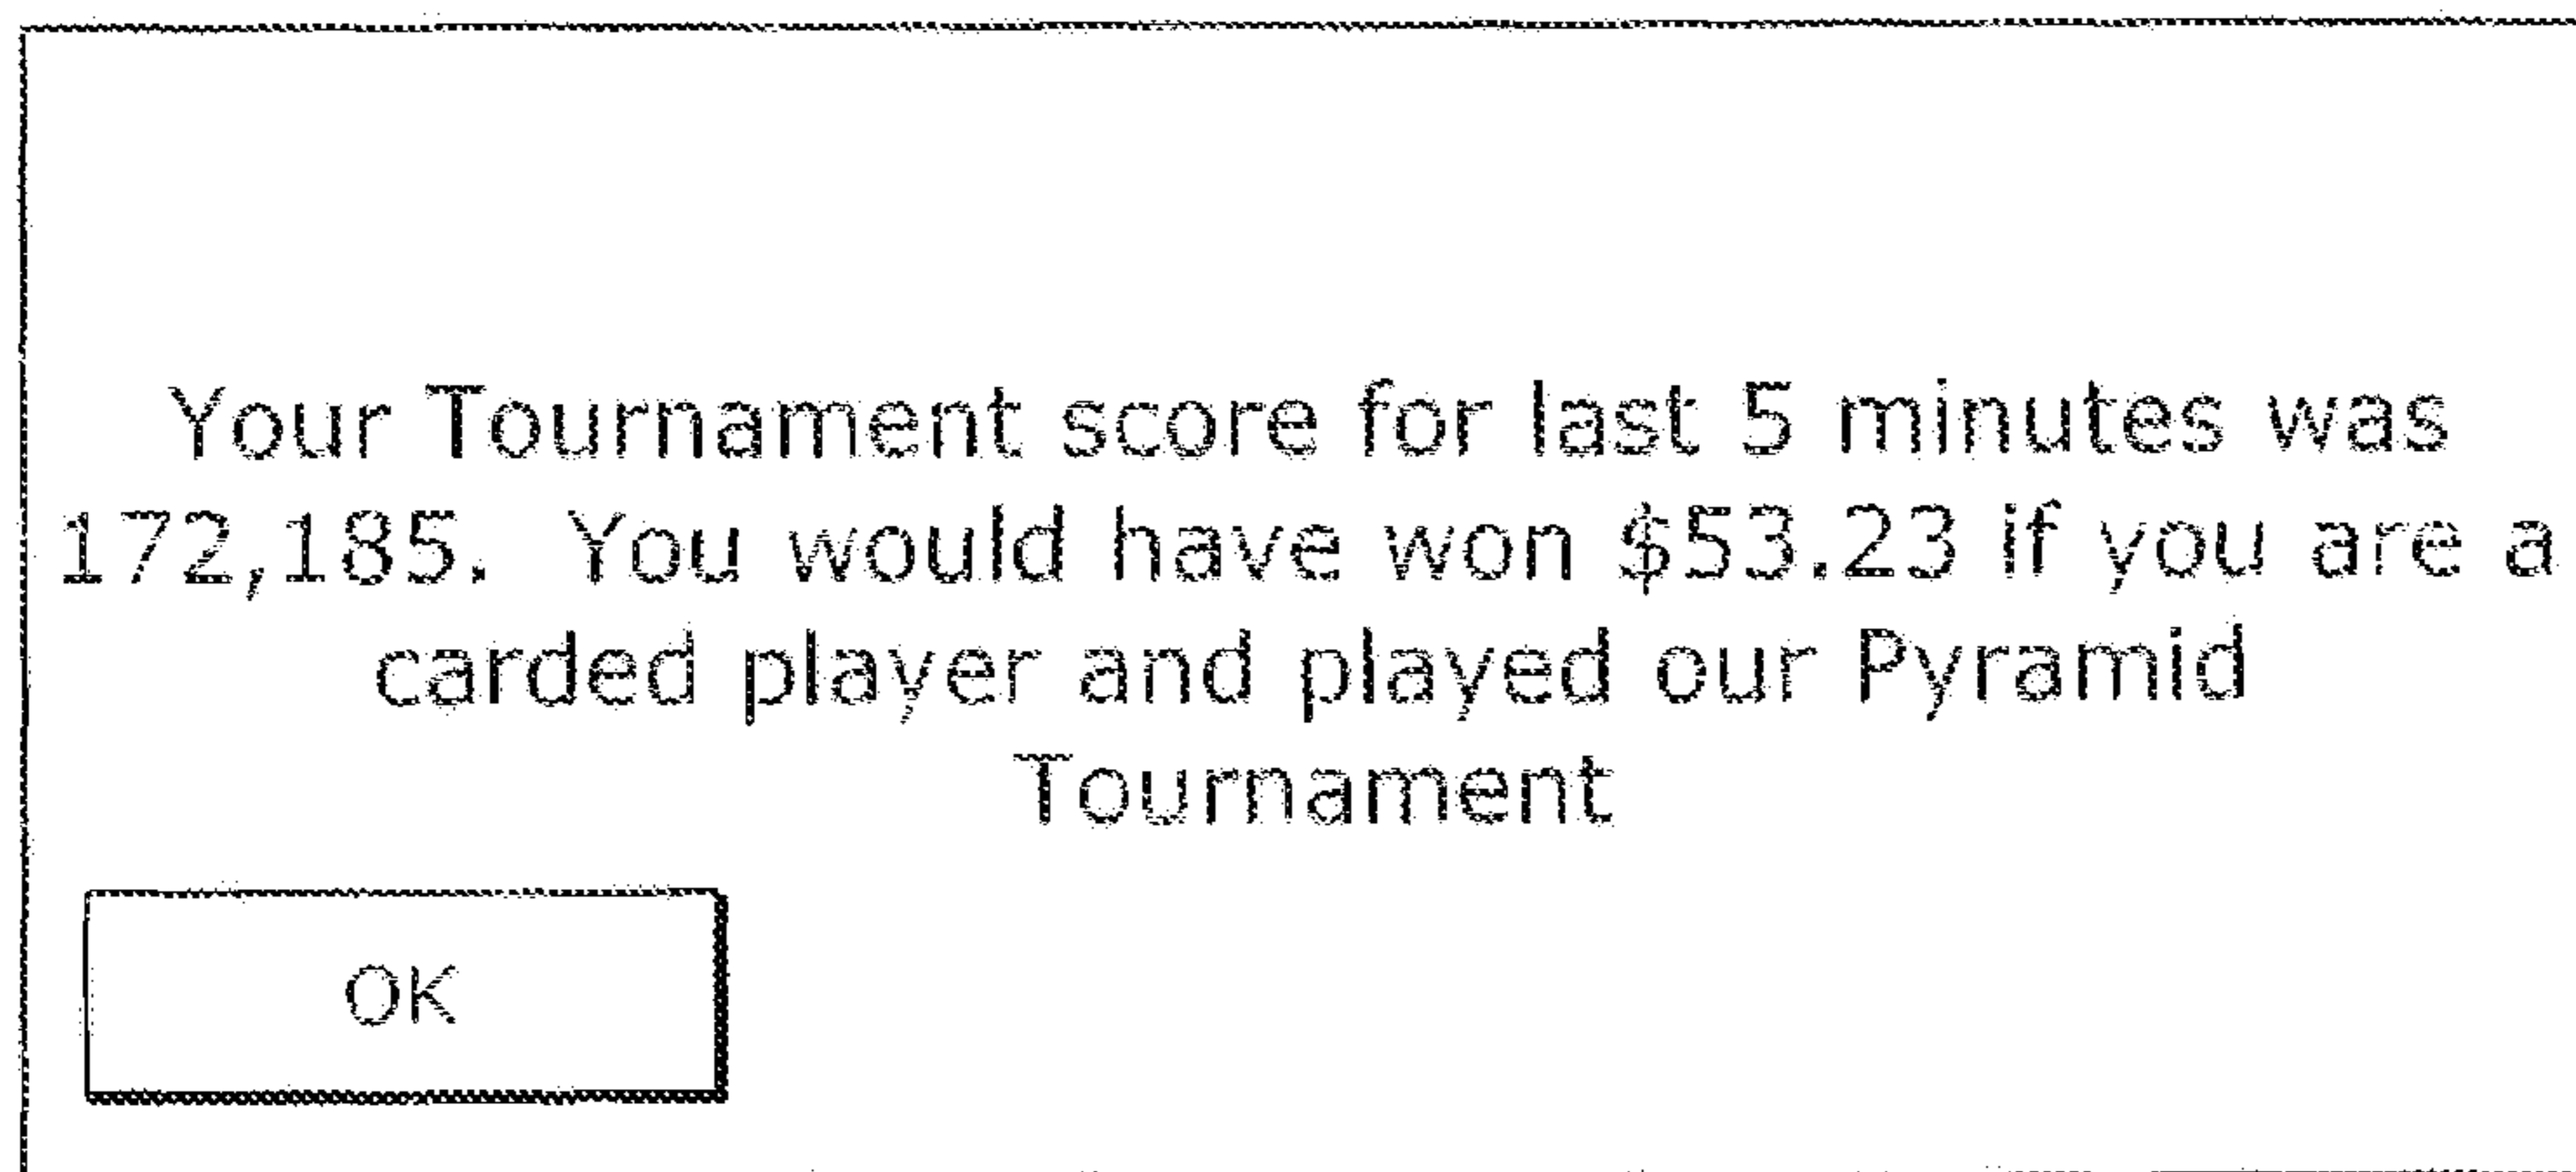 Your Tournament score for last 5 minutes was
172,185.  You would have won $53.23 if you are a
carded player and played our Pyramid
Tournament
OK